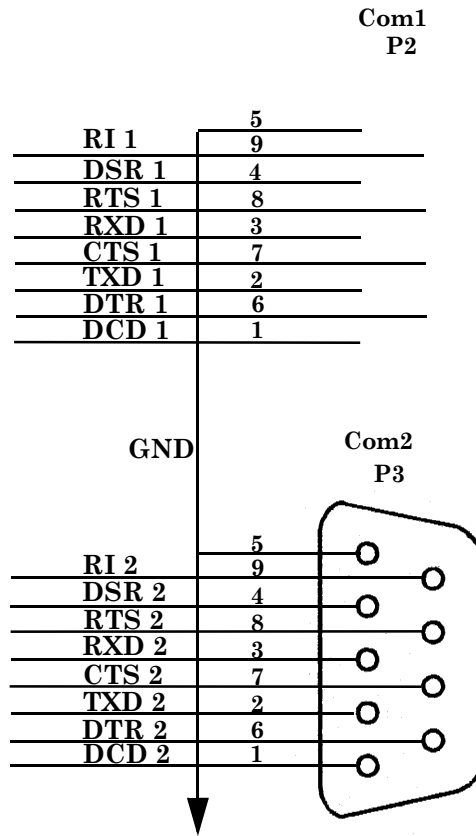 Com1
P2
5
RI 1 9
DSR 1 4
RTS 1 8
RXD 1 3
CTS 1 7
TXD 1 2
DTR 1 6
DCD 1 1
GND
Com2
P3
5
RI 2 9
DSR 2 4
RTS 2 8
RXD 2 3
CTS 2 7
TXD 2 2
DTR 2 6
DCD 2 1